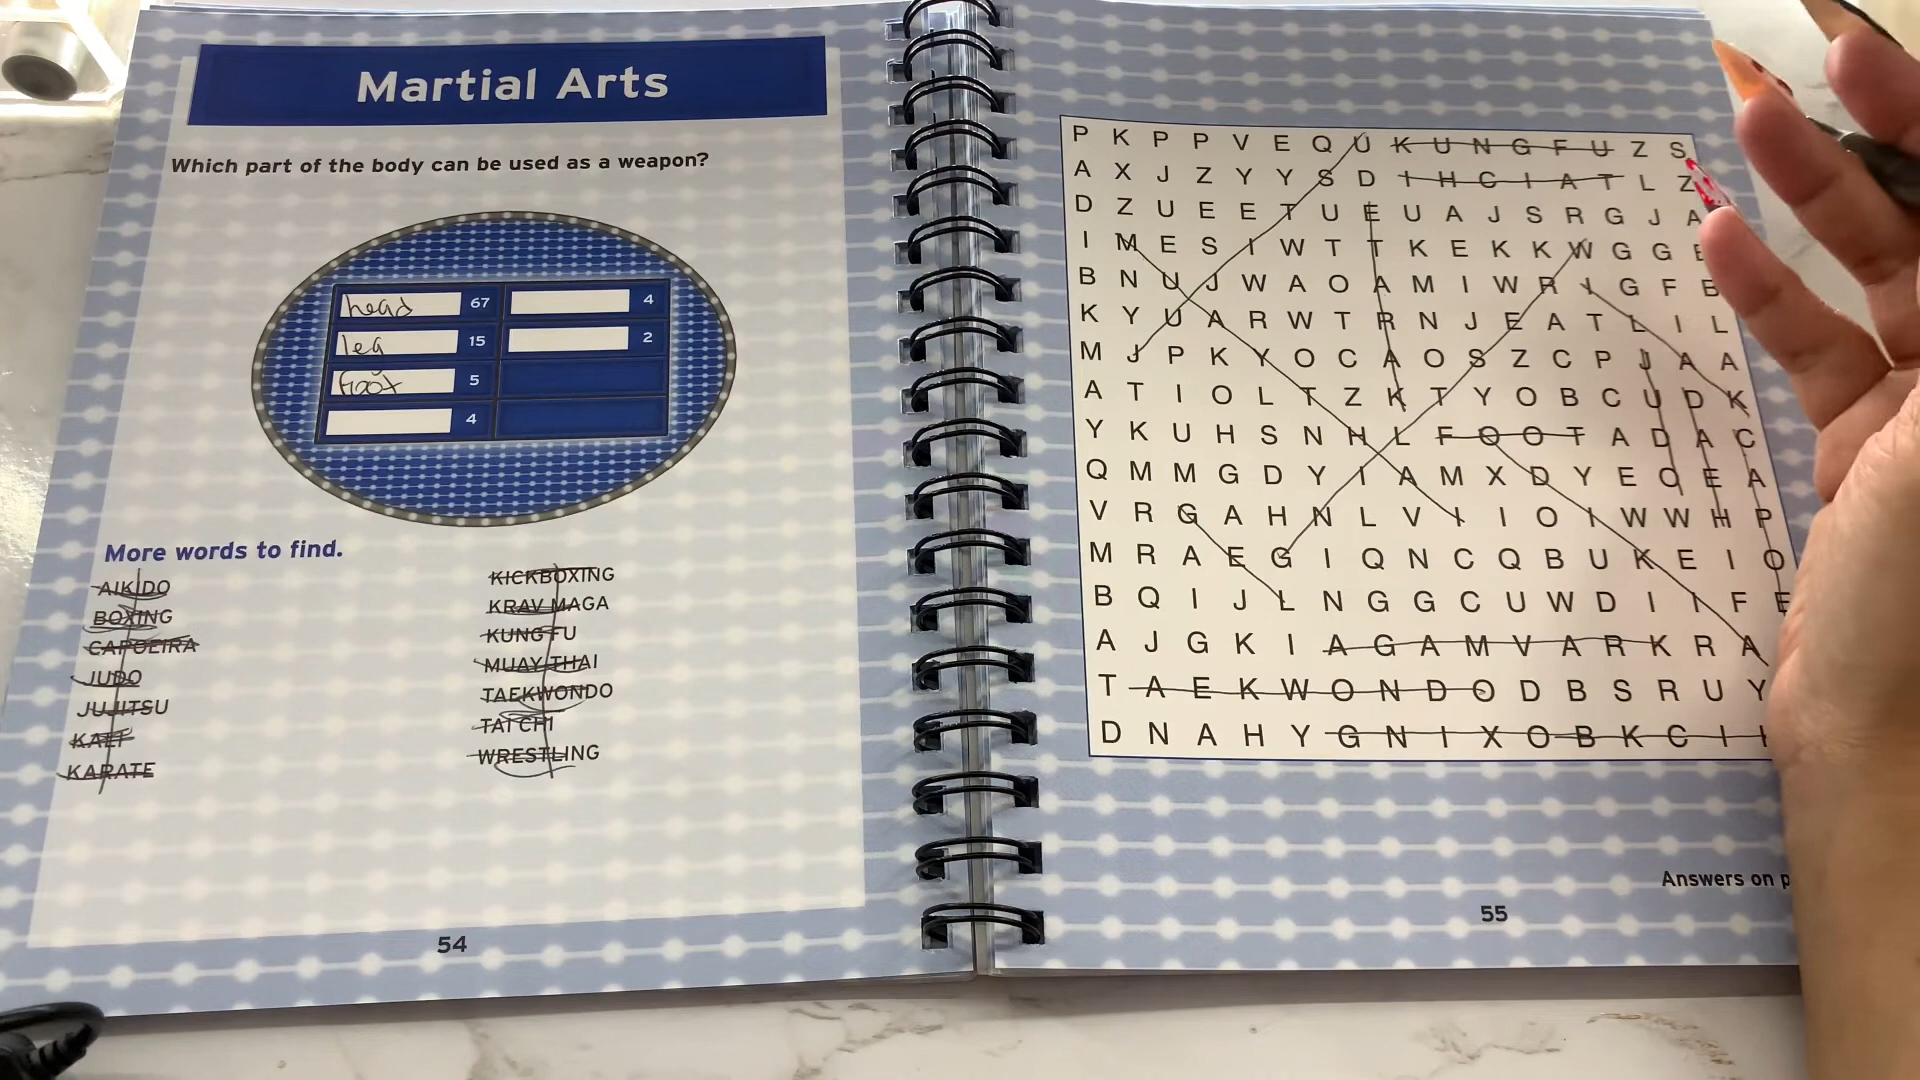 Martial Arts
Which part of the body can be used as a weapon?
head 67
4
leg 15
2
foot 5
4
More words to find.
AIKIDO
BOXING
CAPOEIRA
JUDO
JUJITSU
KALI
KARATE
KICKBOXING
KRAV MAGA
KUNG FU
MUAY THAI
TAEKWONDO
TAI CHI
WRESTLING
54
P K P P V E Q U K U N G F U Z S
A X J Z Y Y S D I H C I A T L Z
D Z U E E T U E U A J S R G J A
I M E S I W T T K E K K W G G
B N U J W A O A M I W R Y G F B
K Y U A R W T R N J E A T L I L
M J P K Y O C A O S Z C P J A A
A T I O L T Z K T Y O B C U D K
Y K U H S N H L F O O T A D A C
Q M M G D Y I A M X D Y E O E A
V R G A H N L V I I O I W W H P
M R A E G I Q N C Q B U K E I O
B Q I J L N G G C U W D I I F E
A J G K I A G A M V A R K R A
T A E K W O N D O D B S R U Y
D N A H Y G N I X O B K C I
Answers on
55